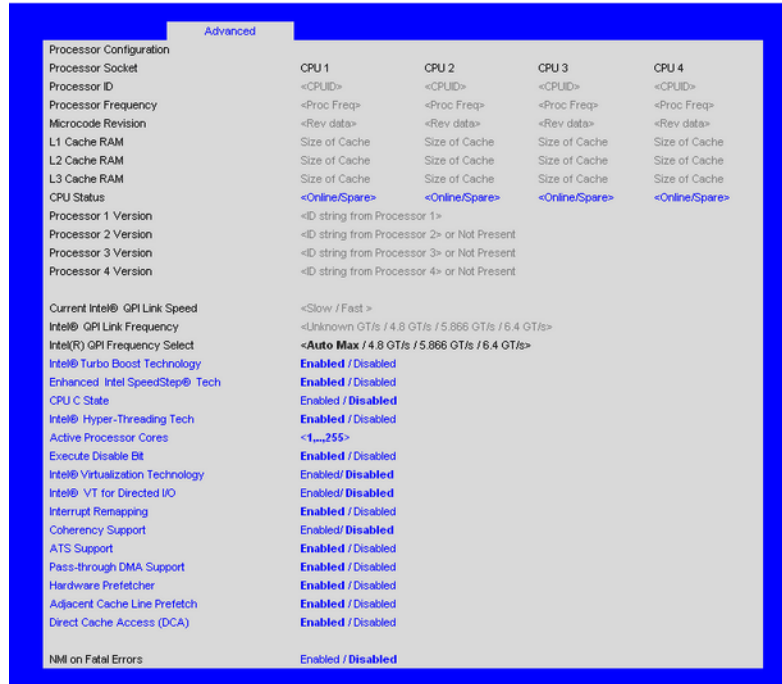 Advanced
Processor Configuration
Processor Socket CPU 1 CPU 2 CPU 3 CPU 4
Processor ID <CPUID> <CPUID> <CPUID> <CPUID>
Processor Frequency <Proc Freq> <Proc Freq> <Proc Freq> <Proc Freq>
Microcode Revision <Rev data> <Rev data> <Rev data> <Rev data>
L1 Cache RAM Size of Cache Size of Cache Size of Cache Size of Cache
L2 Cache RAM Size of Cache Size of Cache Size of Cache Size of Cache
L3 Cache RAM Size of Cache Size of Cache Size of Cache Size of Cache
CPU Status <Online/Spare> <Online/Spare> <Online/Spare> <Online/Spare>
Processor 1 Version <ID string from Processor 1>
Processor 2 Version <ID string from Processor 2> or Not Present
Processor 3 Version <ID string from Processor 3> or Not Present
Processor 4 Version <ID string from Processor 4> or Not Present
Current Intel® QPI Link Speed <Slow / Fast >
Intel® QPI Link Frequency <Unknown GT/s / 4.8 GT/s / 5.866 GT/s / 6.4 GT/s>
Intel(R) QPI Frequency Select <Auto Max / 4.8 GT/s / 5.866 GT/s / 6.4 GT/s>
Intel® Turbo Boost Technology Enabled / Disabled
Enhanced Intel SpeedStep® Tech Enabled / Disabled
CPU C State Enabled / Disabled
Intel® Hyper-Threading Tech Enabled / Disabled
Active Processor Cores <1,..,255>
Execute Disable Bit Enabled / Disabled
Intel® Virtualization Technology Enabled/ Disabled
Intel® VT for Directed I/O Enabled/ Disabled
Interrupt Remapping Enabled / Disabled
Coherency Support Enabled/ Disabled
ATS Support Enabled / Disabled
Pass-through DMA Support Enabled / Disabled
Hardware Prefetcher Enabled / Disabled
Adjacent Cache Line Prefetch Enabled / Disabled
Direct Cache Access (DCA) Enabled / Disabled
NMI on Fatal Errors Enabled / Disabled